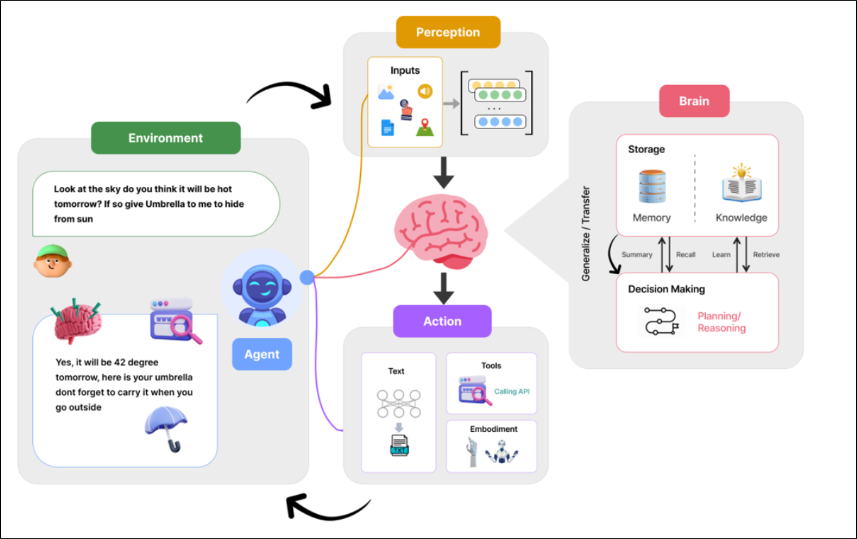 Perception
Inputs
...
Environment
Look at the sky do you think it will be hot
tomorrow? If so give Umbrella to me to hide
from sun
Yes, it will be 42 degree
tomorrow, here is your umbrella
dont forget to carry it when you
go outside
Agent
Action
Text
TXT
Tools
Calling API
Embodiment
Brain
Generalize / Transfer
Storage
Memory
Knowledge
Summary
Recall
Learn
Retrieve
Decision Making
Planning/
Reasoning